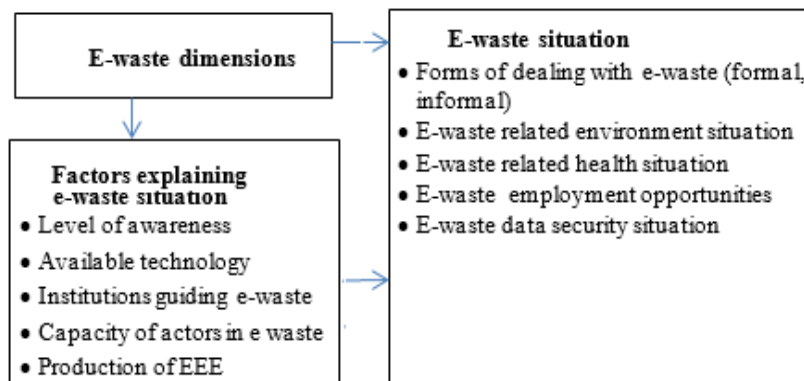 E-waste dimensions
Factors explaining
e-waste situation
• Level of awareness
• Available technology
• Institutions guiding e-waste
• Capacity of actors in e waste
• Production of EEE
E-waste situation
• Forms of dealing with e-waste (formal,
informal)
• E-waste related environment situation
• E-waste related health situation
• E-waste employment opportunities
• E-waste data security situation